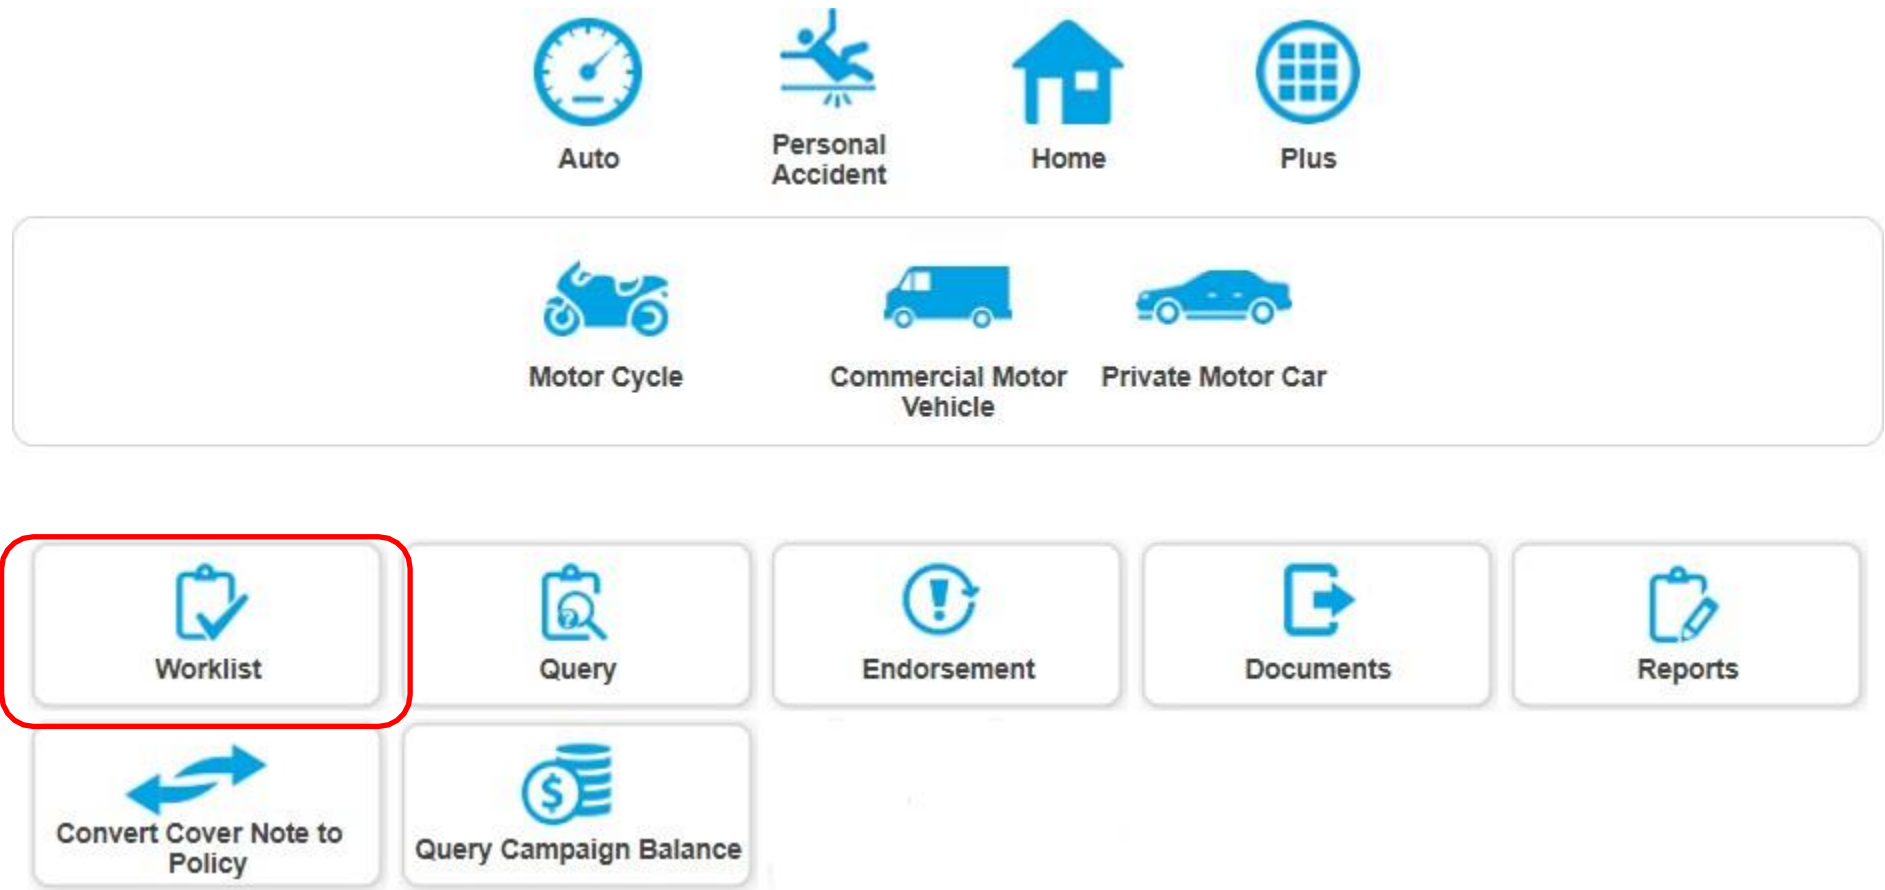 Auto
Personal
Accident
Home
Plus
Motor Cycle
Commercial Motor
Vehicle
Private Motor Car
Worklist
Query
Endorsement
Documents
Reports
Convert Cover Note to
Policy
Query Campaign Balance